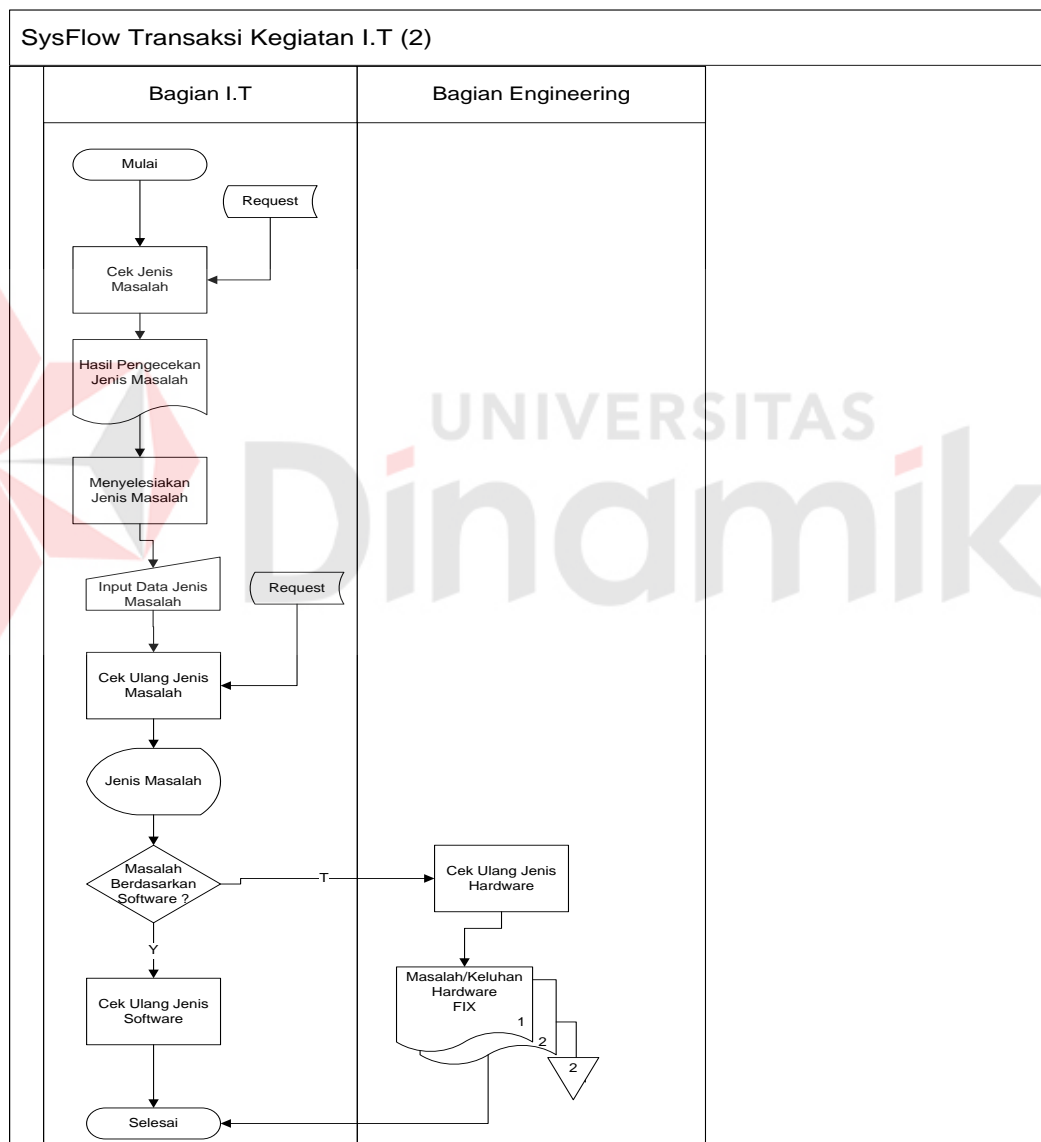 SysFlow Transaksi Kegiatan I.T (2)
Bagian I.T
Bagian Engineering
Mulai
Request
Cek Jenis
Masalah
Hasil Pengecekan
Jenis Masalah
UNIVERSITAS
Dinamika
Menyelesiakan
Jenis Masalah
Input Data Jenis
Masalah
Request
Cek Ulang Jenis
Masalah
Jenis Masalah
Masalah
Berdasarkan
Software ?
T
Cek Ulang Jenis
Hardware
Y
Cek Ulang Jenis
Software
Masalah/Keluhan
Hardware
FIX
1
2
2
Selesai